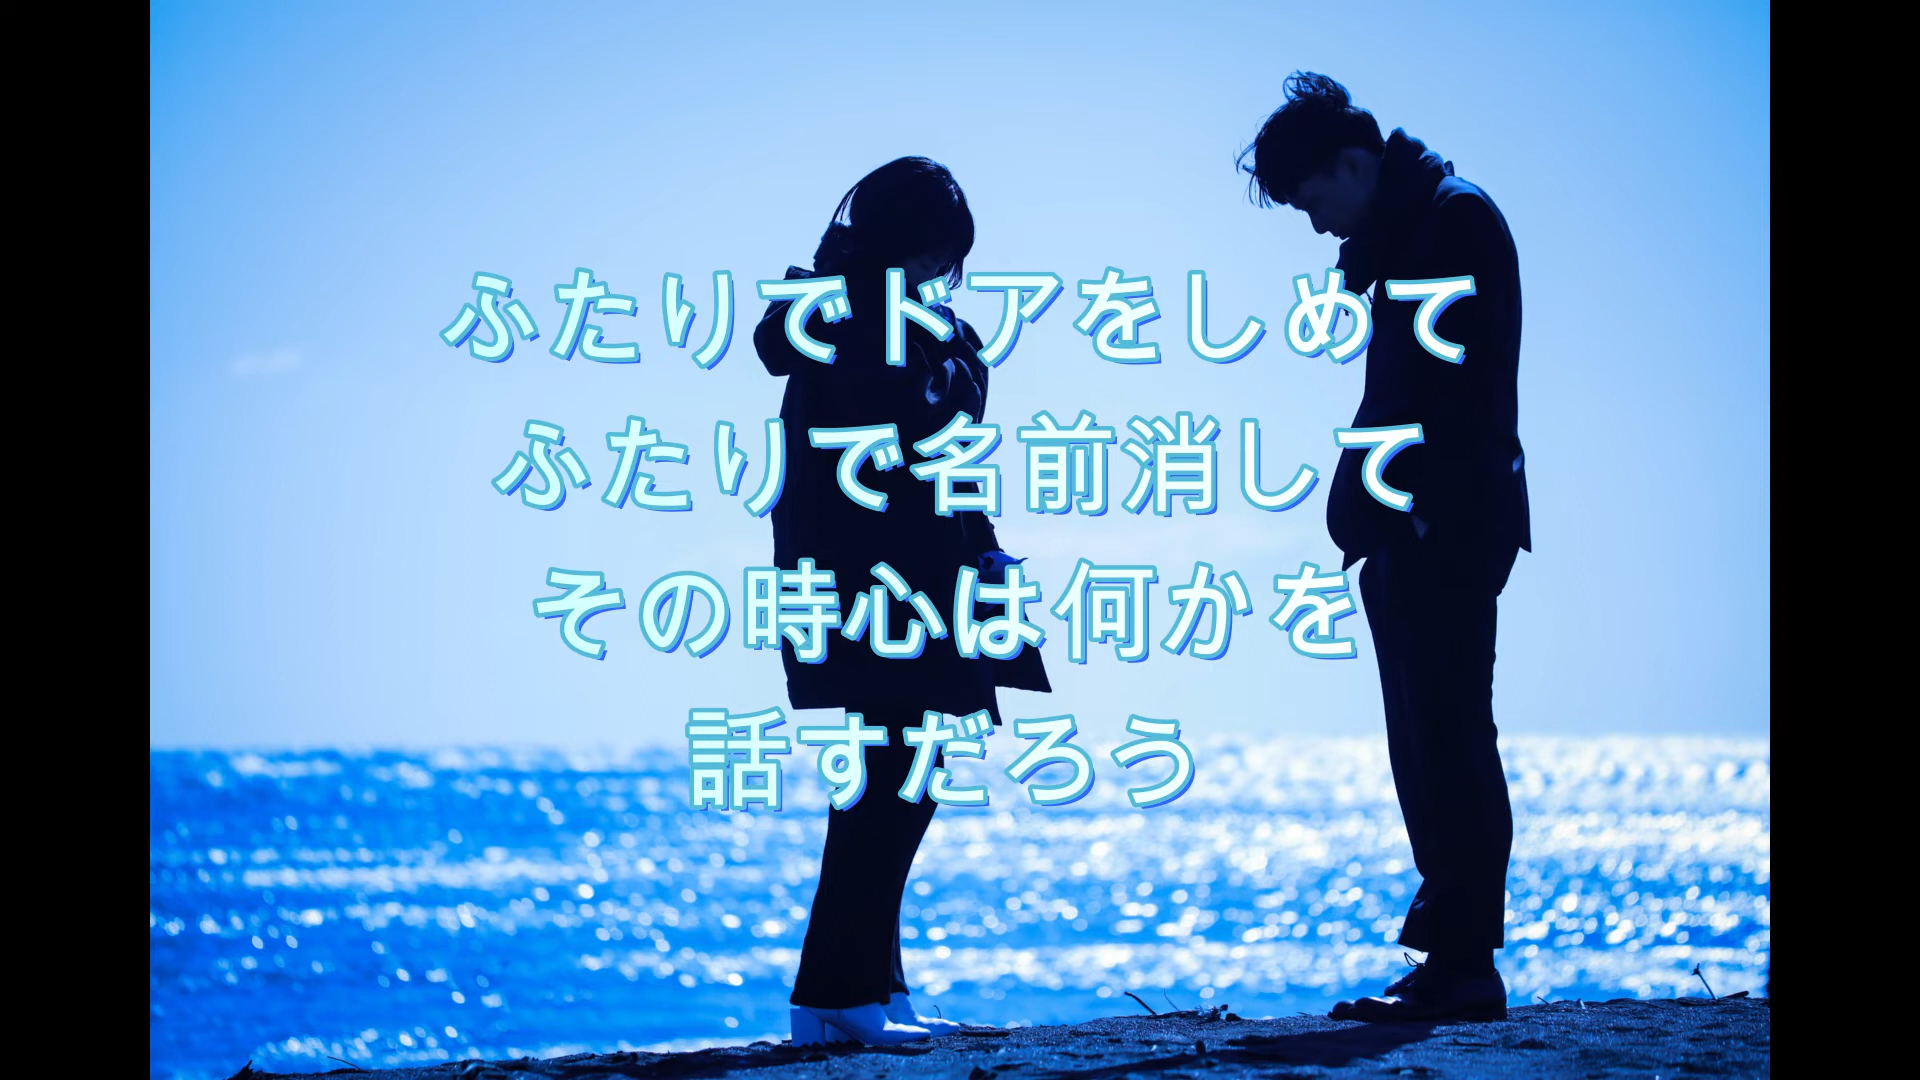 ふたりでドアをしめて
ふたりで名前消して
その時心は何かを
話すだろう